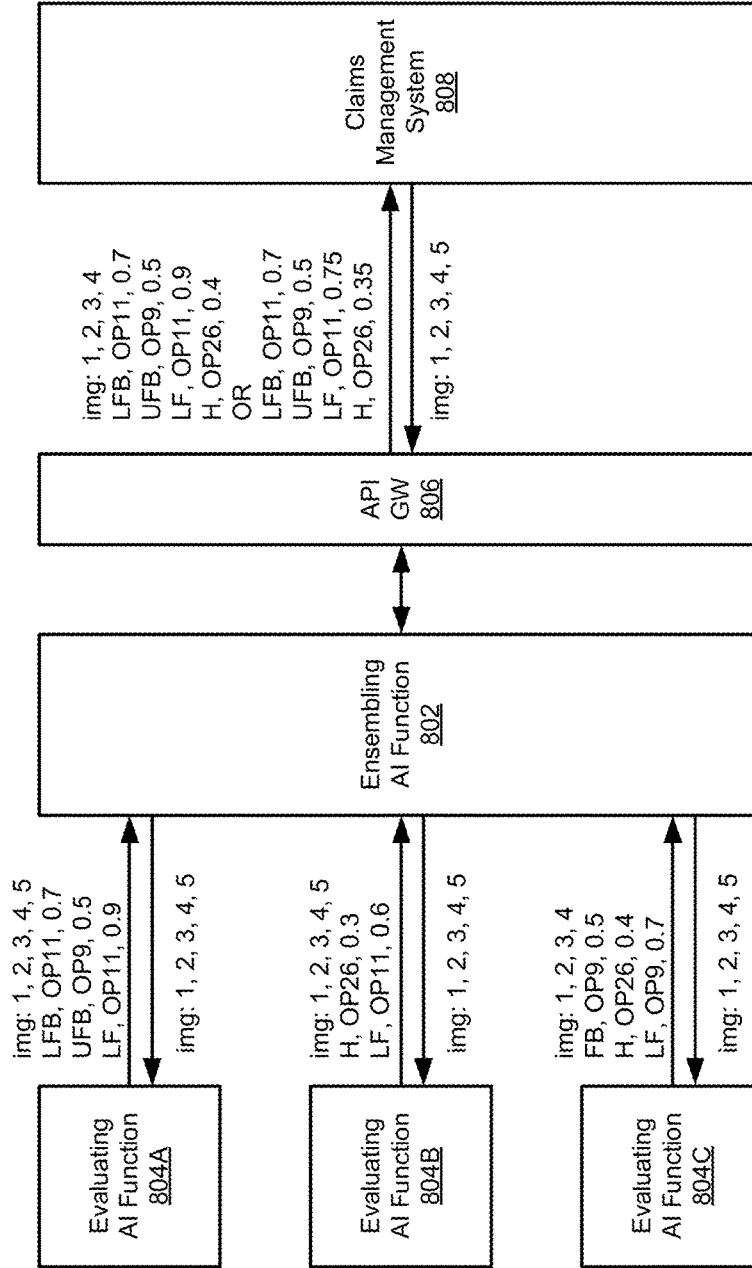 Evaluating
AI Function
804A
img: 1, 2, 3, 4, 5
LFB, OP11, 0.7
UFB, OP9, 0.5
LF, OP11, 0.9
img: 1, 2, 3, 4, 5
Evaluating
AI Function
804B
img: 1, 2, 3, 4, 5
H, OP26, 0.3
LF, OP11, 0.6
img: 1, 2, 3, 4, 5
Evaluating
AI Function
804C
img: 1, 2, 3, 4
FB, OP9, 0.5
H, OP26, 0.4
LF, OP9, 0.7
img: 1, 2, 3, 4, 5
Ensembling
AI Function
802
API
GW
806
img: 1, 2, 3, 4
LFB, OP11, 0.7
UFB, OP9, 0.5
LF, OP11, 0.9
H, OP26, 0.4
OR
LFB, OP11, 0.7
UFB, OP9, 0.5
LF, OP11, 0.75
H, OP26, 0.35
img: 1, 2, 3, 4, 5
Claims
Management
System
808